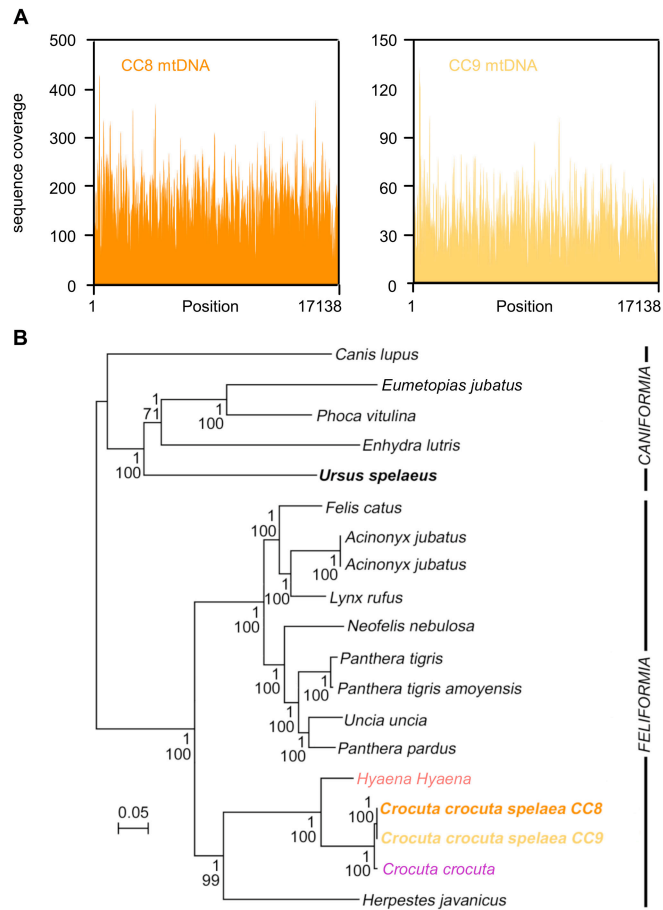 A
500
400
300
200
100
0
sequence coverage
CC8 mtDNA
1
Position
17138
150
120
90
60
30
0
CC9 mtDNA
1
Position
17138
B
Canis lupus
Eumetopias jubatus
1
71
1
100
Phoca vitulina
Enhydra lutris
1
100
Ursus spelaeus
CANIFORMIA
Felis catus
1
100
Acinonyx jubatus
Acinonyx jubatus
1
100
1
100
Lynx rufus
1
100
Neofelis nebulosa
Panthera tigris
1
100
1
100
Panthera tigris amoyensis
Uncia uncia
1
100
1
100
Panthera pardus
1
100
FELIFORMIA
Hyaena Hyaena
Crocuta crocuta spelaea CC8
1
100
0.05
1
100
Crocuta crocuta spelaea CC9
1
100
Crocuta crocuta
1
99
Herpestes javanicus